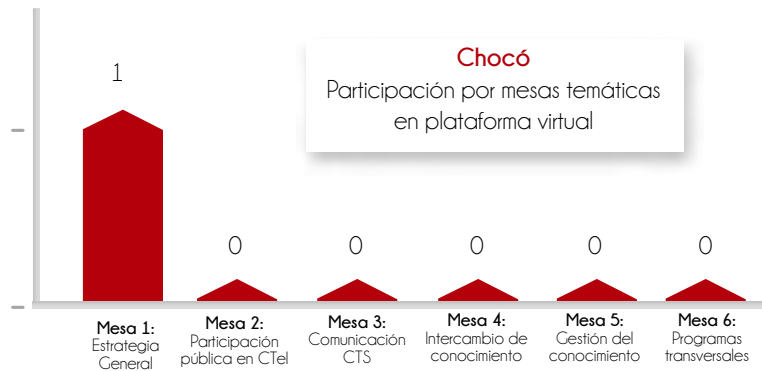 Chocó
Participación por mesas temáticas
en plataforma virtual
1
0
0
0
0
0
Mesa 1:
Estrategia
General
Mesa 2:
Participación
pública en CTeI
Mesa 3:
Comunicación
CTS
Mesa 4:
Intercambio de
conocimiento
Mesa 5:
Gestión del
conocimiento
Mesa 6:
Programas
transversales